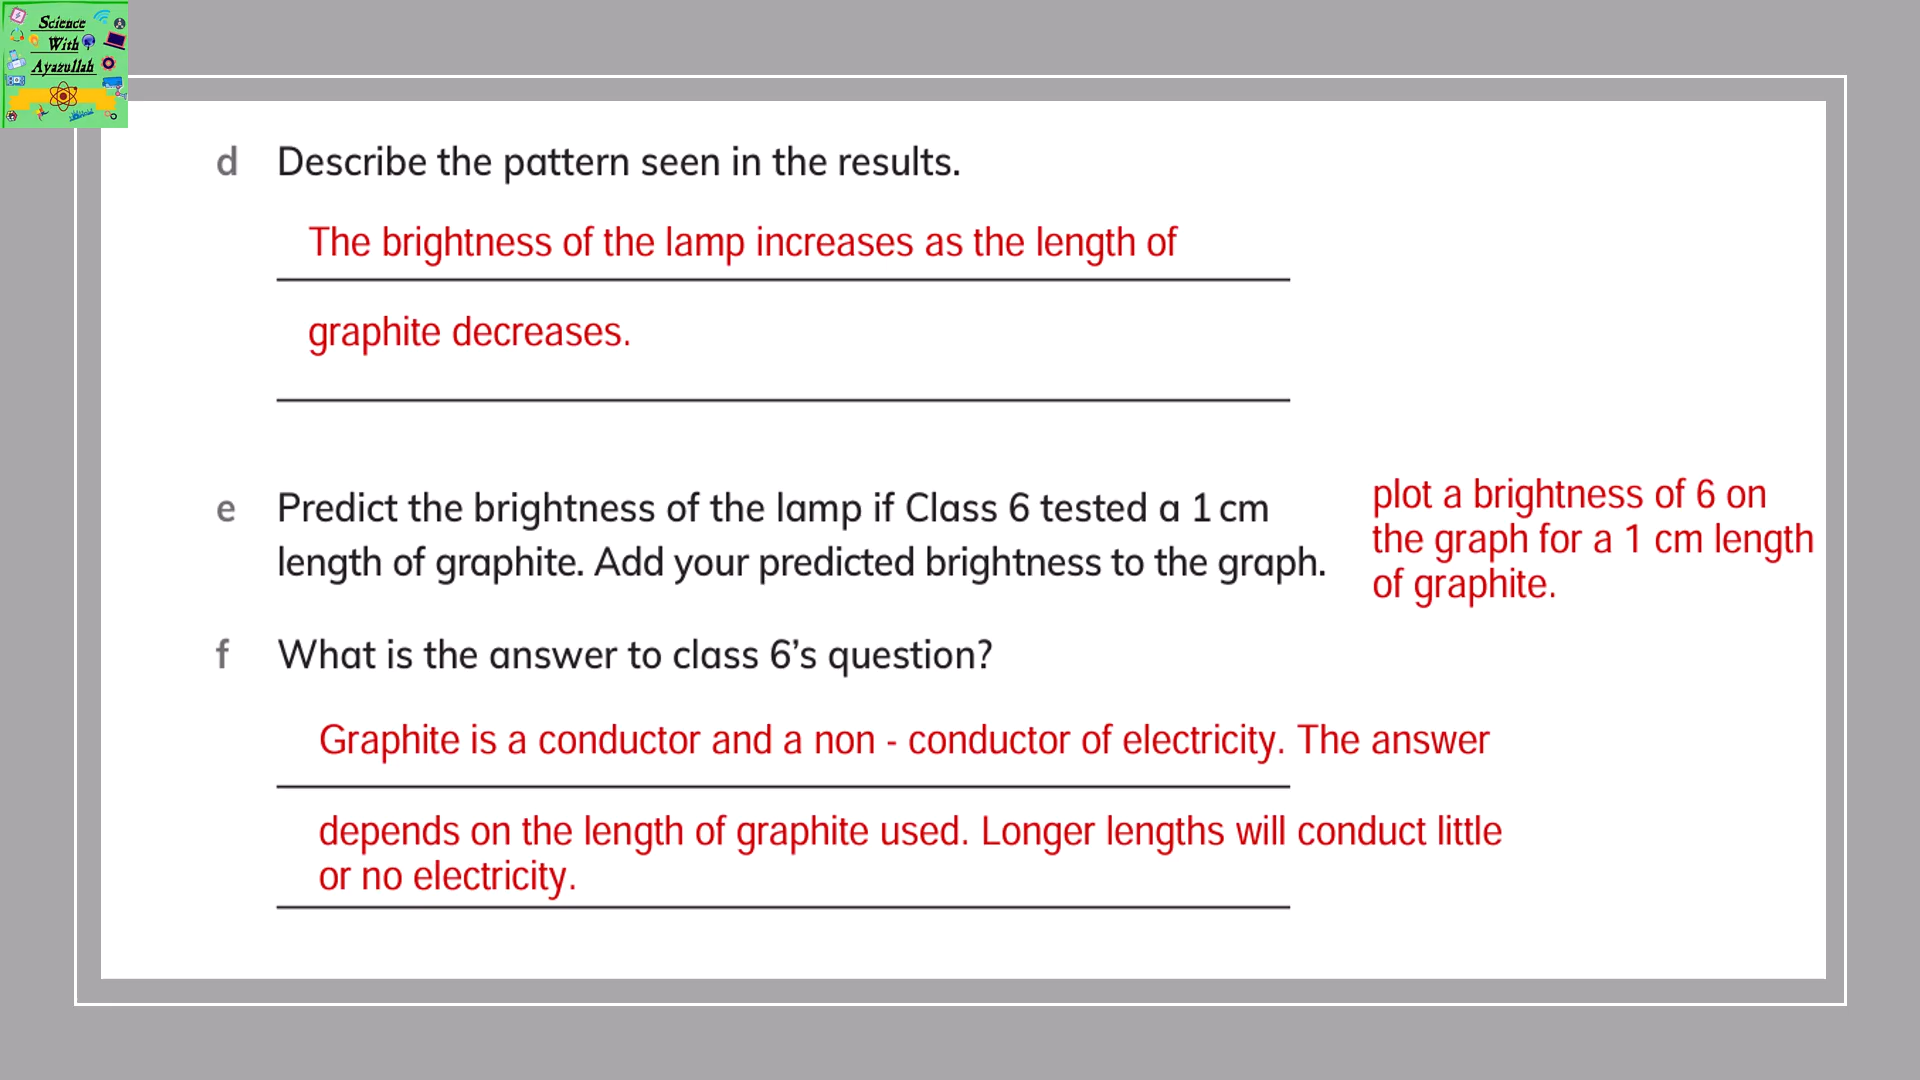 Science
With
Ayazullah
d Describe the pattern seen in the results.
The brightness of the lamp increases as the length of
graphite decreases.
e Predict the brightness of the lamp if Class 6 tested a 1 cm
length of graphite. Add your predicted brightness to the graph.
plot a brightness of 6 on
the graph for a 1 cm length
of graphite.
f What is the answer to class 6’s question?
Graphite is a conductor and a non - conductor of electricity. The answer
depends on the length of graphite used. Longer lengths will conduct little
or no electricity.